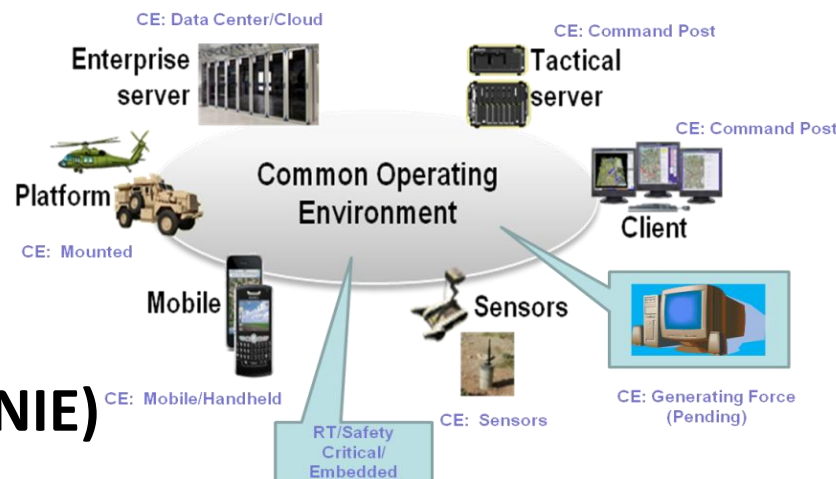 CE: Data Center/Cloud
Enterprise
server
CE: Command Post
Tactical
server
CE: Command Post
Client
Platform
CE: Mounted
Common Operating
Environment
Mobile
CE: Mobile/Handheld
Sensors
CE: Sensors
CE: Generating Force
(Pending)
RT/Safety
Critical/
Embedded
NIE)